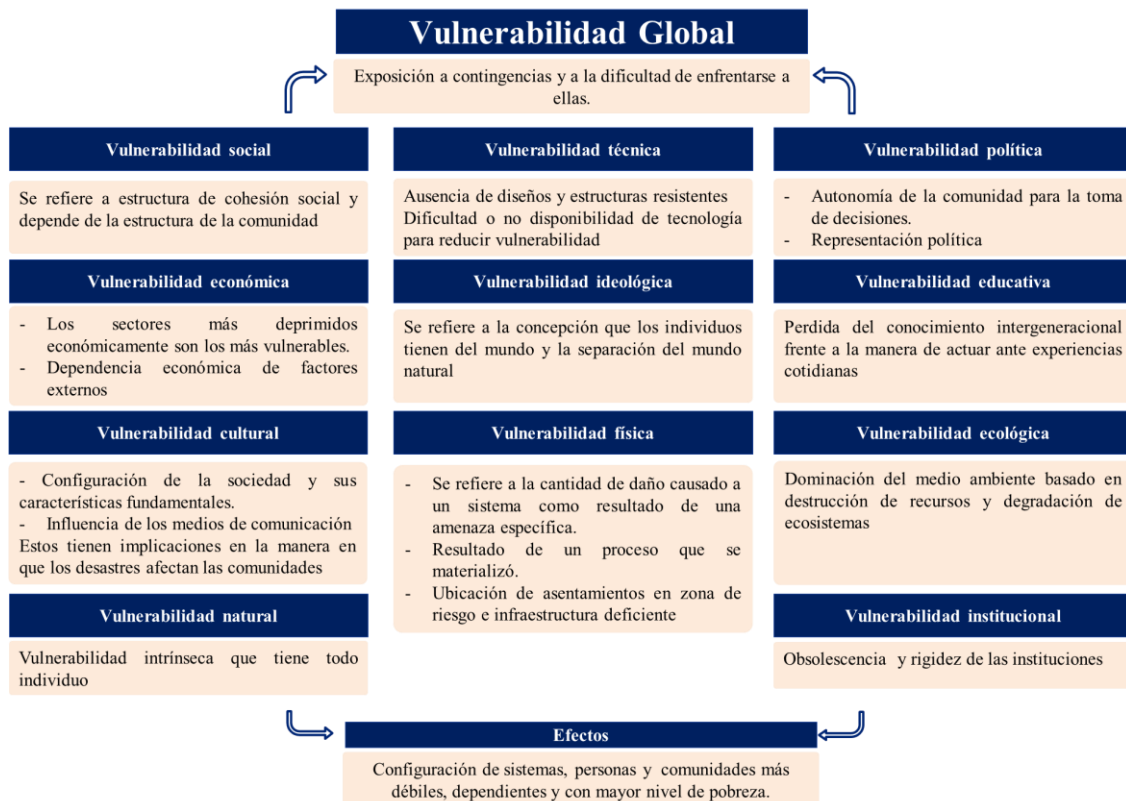 Vulnerabilidad Global
Exposición a contingencias y a la dificultad de enfrentarse a
ellas.
Vulnerabilidad social
Se refiere a estructura de cohesión social y
depende de la estructura de la comunidad
Vulnerabilidad técnica
Ausencia de diseños y estructuras resistentes
Dificultad o no disponibilidad de tecnología
para reducir vulnerabilidad
Vulnerabilidad política
- Autonomía de la comunidad para la toma
de decisiones.
- Representación política
Vulnerabilidad económica
- Los sectores más deprimidos
económicamente son los más vulnerables.
- Dependencia económica de factores
externos
Vulnerabilidad ideológica
Se refiere a la concepción que los individuos
tienen del mundo y la separación del mundo
natural
Vulnerabilidad educativa
Perdida del conocimiento intergeneracional
frente a la manera de actuar ante experiencias
cotidianas
Vulnerabilidad cultural
- Configuración de la sociedad y sus
características fundamentales.
- Influencia de los medios de comunicación
Estos tienen implicaciones en la manera en
que los desastres afectan las comunidades
Vulnerabilidad física
- Se refiere a la cantidad de daño causado a
un sistema como resultado de una
amenaza específica.
- Resultado de un proceso que se
materializó.
- Ubicación de asentamientos en zona de
riesgo e infraestructura deficiente
Vulnerabilidad ecológica
Dominación del medio ambiente basado en
destrucción de recursos y degradación de
ecosistemas
Vulnerabilidad natural
Vulnerabilidad intrínseca que tiene todo
individuo
Vulnerabilidad institucional
Obsolescencia y rigidez de las instituciones
Efectos
Configuración de sistemas, personas y comunidades más
débiles, dependientes y con mayor nivel de pobreza.